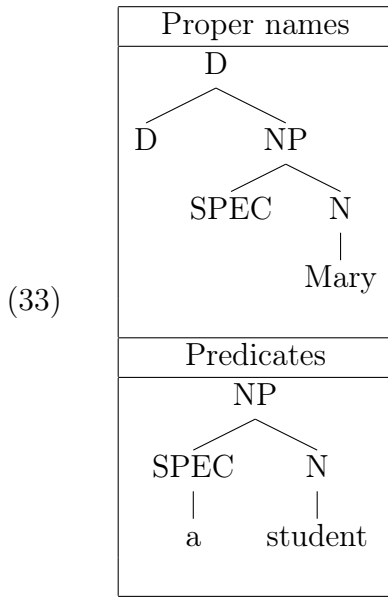 Proper names
D
D NP
SPEC N
Mary
(33)
Predicates
NP
SPEC N
a student